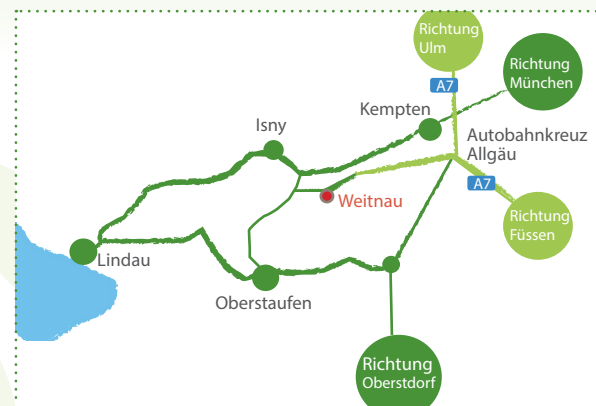 Richtung
Ulm
A7
Richtung
München
Kempten
Isny
Autobahnkreuz
Allgäu
A7
Weitnau
Richtung
Füssen
Lindau
Oberstaufen
Richtung
Oberstdorf